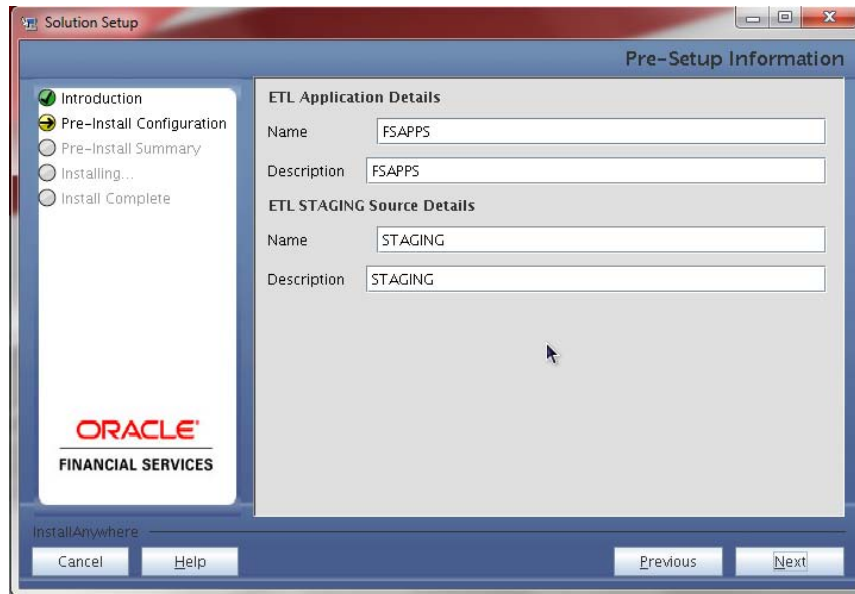 Solution Setup
Pre-Setup Information
Introduction
Pre-Install Configuration
Pre-Install Summary
Installing...
Install Complete
ORACLE'
FINANCIAL SERVICES
ETL Application Details
Name FSAPPS
Description FSAPPS
ETL STAGING Source Details
Name STAGING
Description STAGING
InstallAnywhere
Cancel Help Previous Next